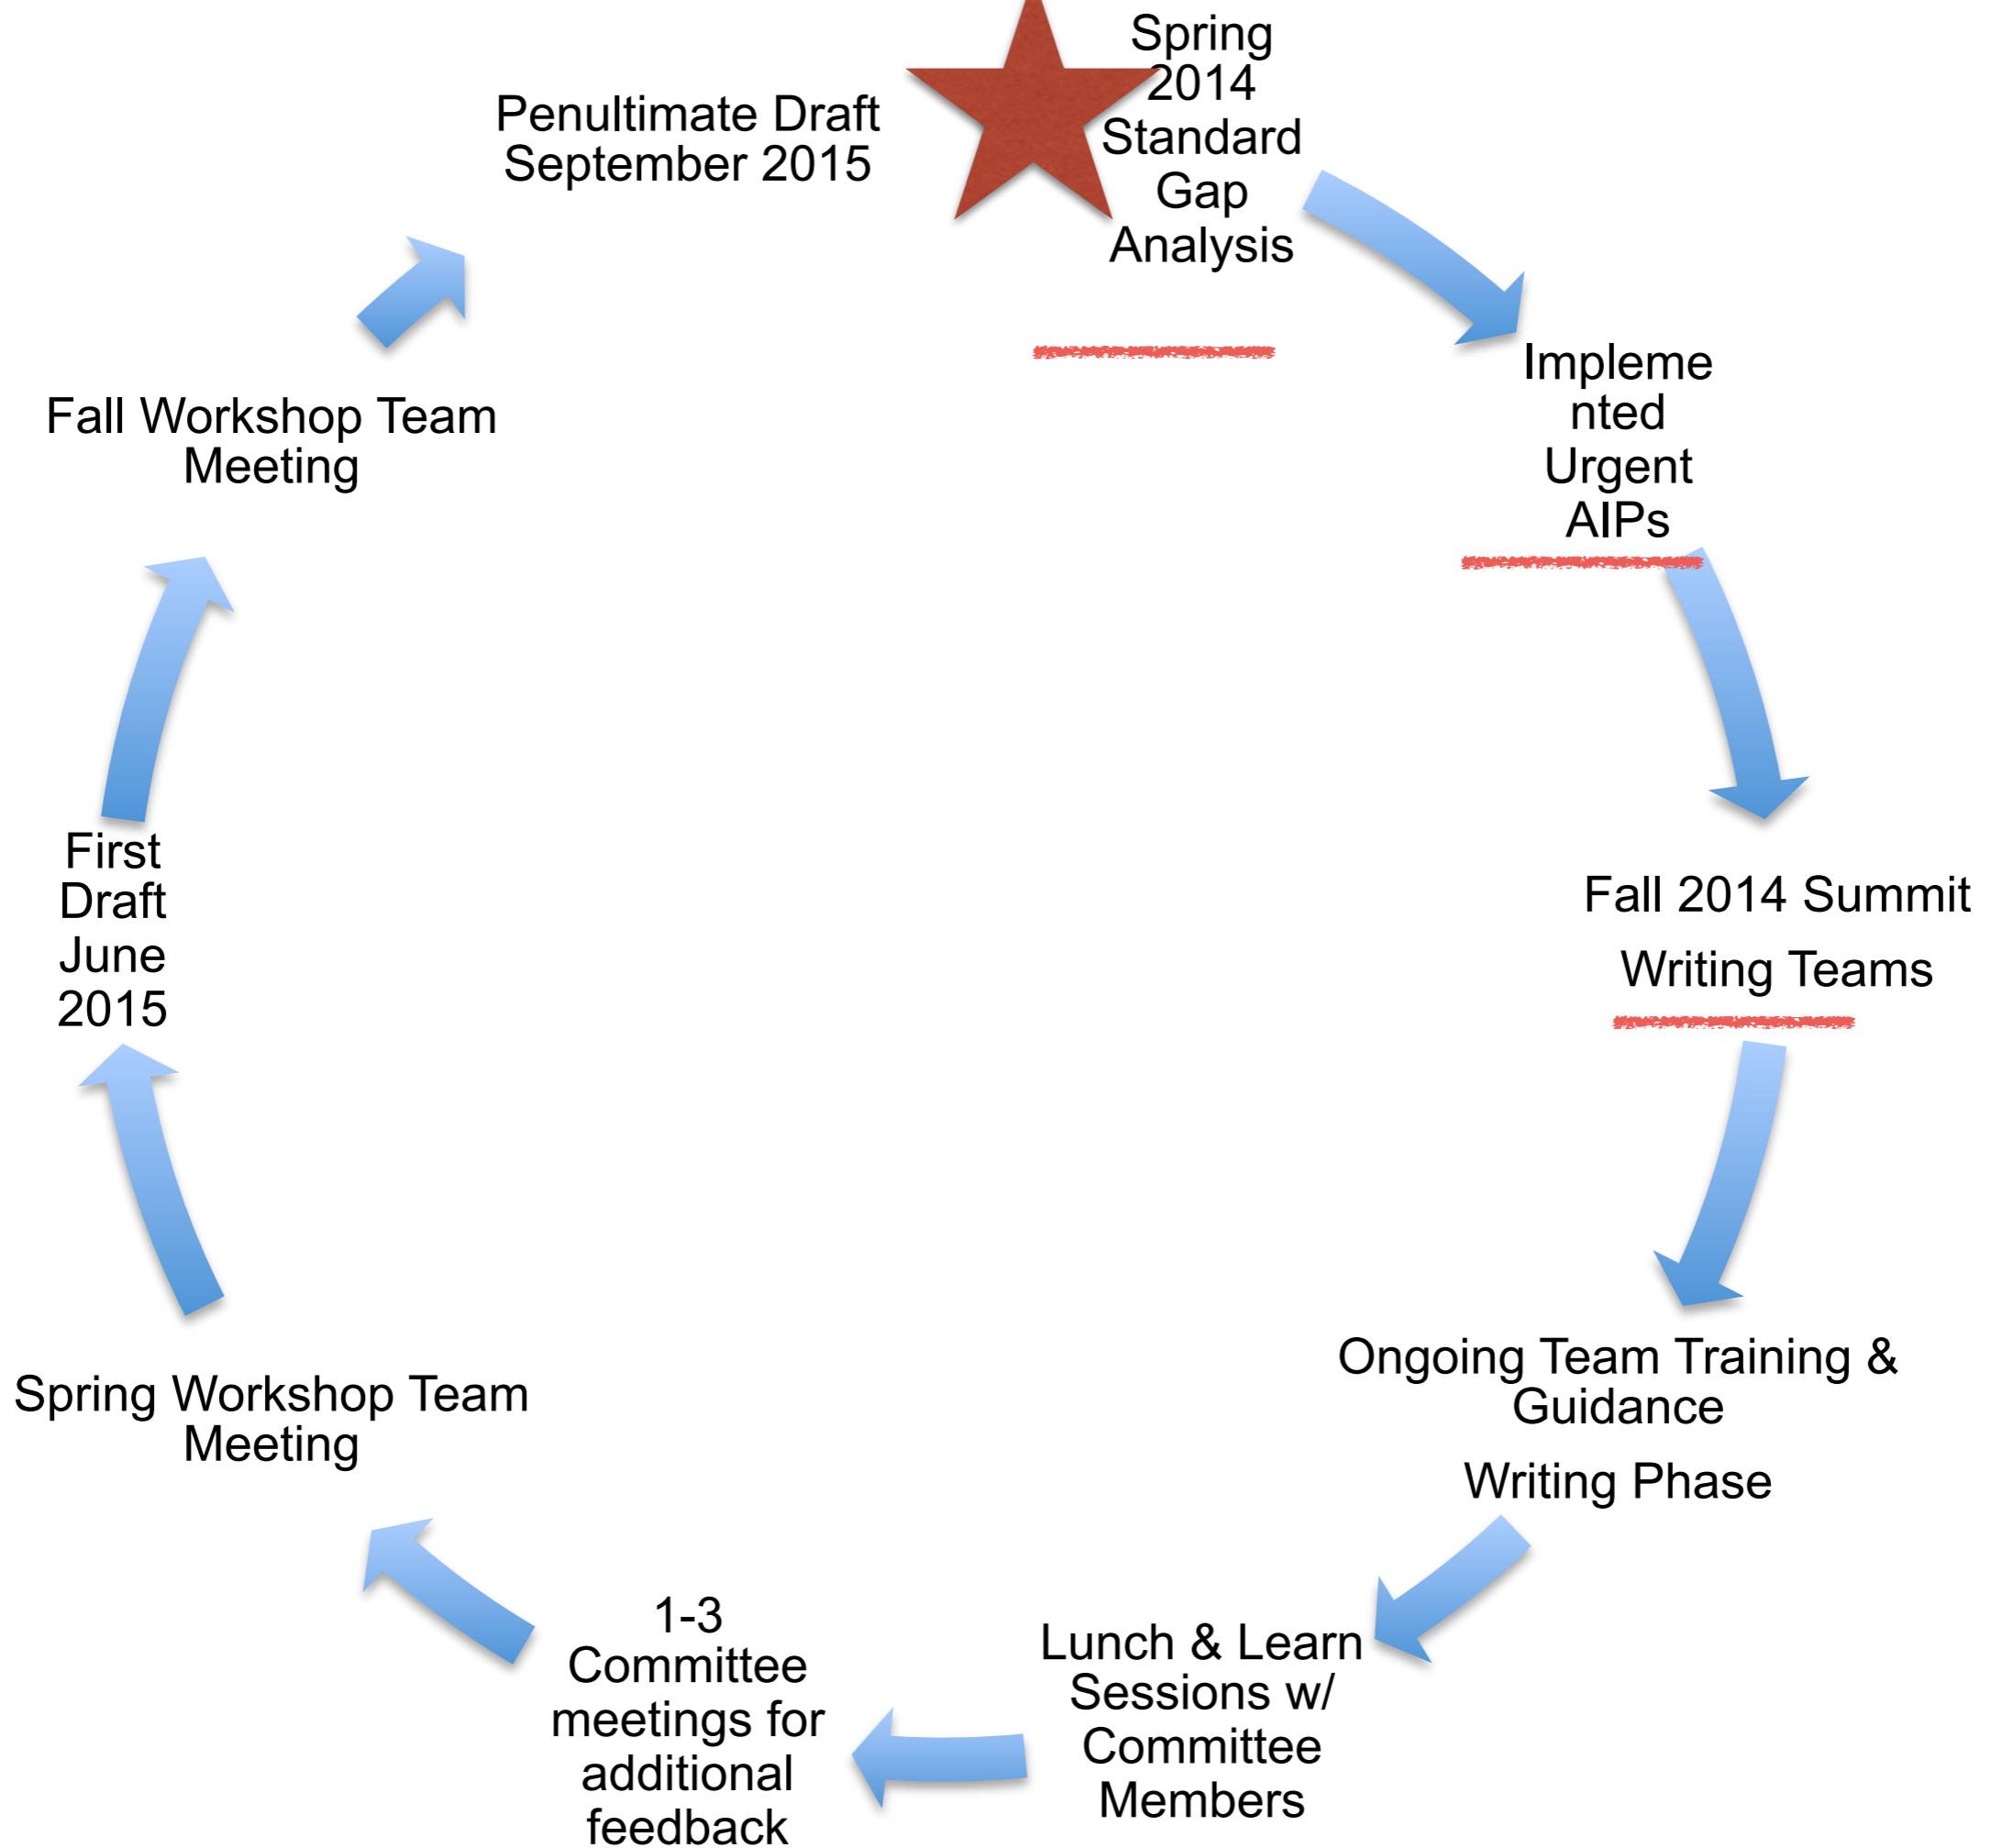 Spring
2014
Standard
Gap
Analysis
Impleme
nted
Urgent
AIPs
Fall 2014 Summit
Writing Teams
Ongoing Team Training &
Guidance
Writing Phase
Lunch & Learn
Sessions w/
Committee
Members
1-3
Committee
meetings for
additional
feedback
Spring Workshop Team
Meeting
First
Draft
June
2015
Fall Workshop Team
Meeting
Penultimate Draft
September 2015